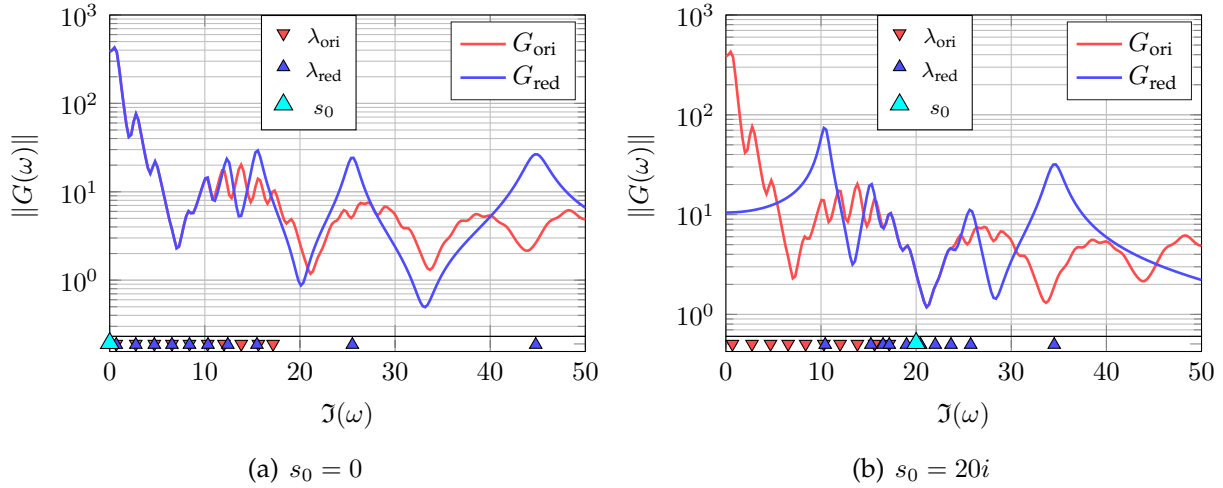 10³
10²
10¹
10⁰
||G(ω)||
λori
λred
s₀
Gori
Gred
0 10 20 30 40 50
ℑ(ω)
(a) s₀ = 0
10³
10²
10¹
10⁰
||G(ω)||
λori
λred
s₀
Gori
Gred
0 10 20 30 40 50
ℑ(ω)
(b) s₀ = 20i